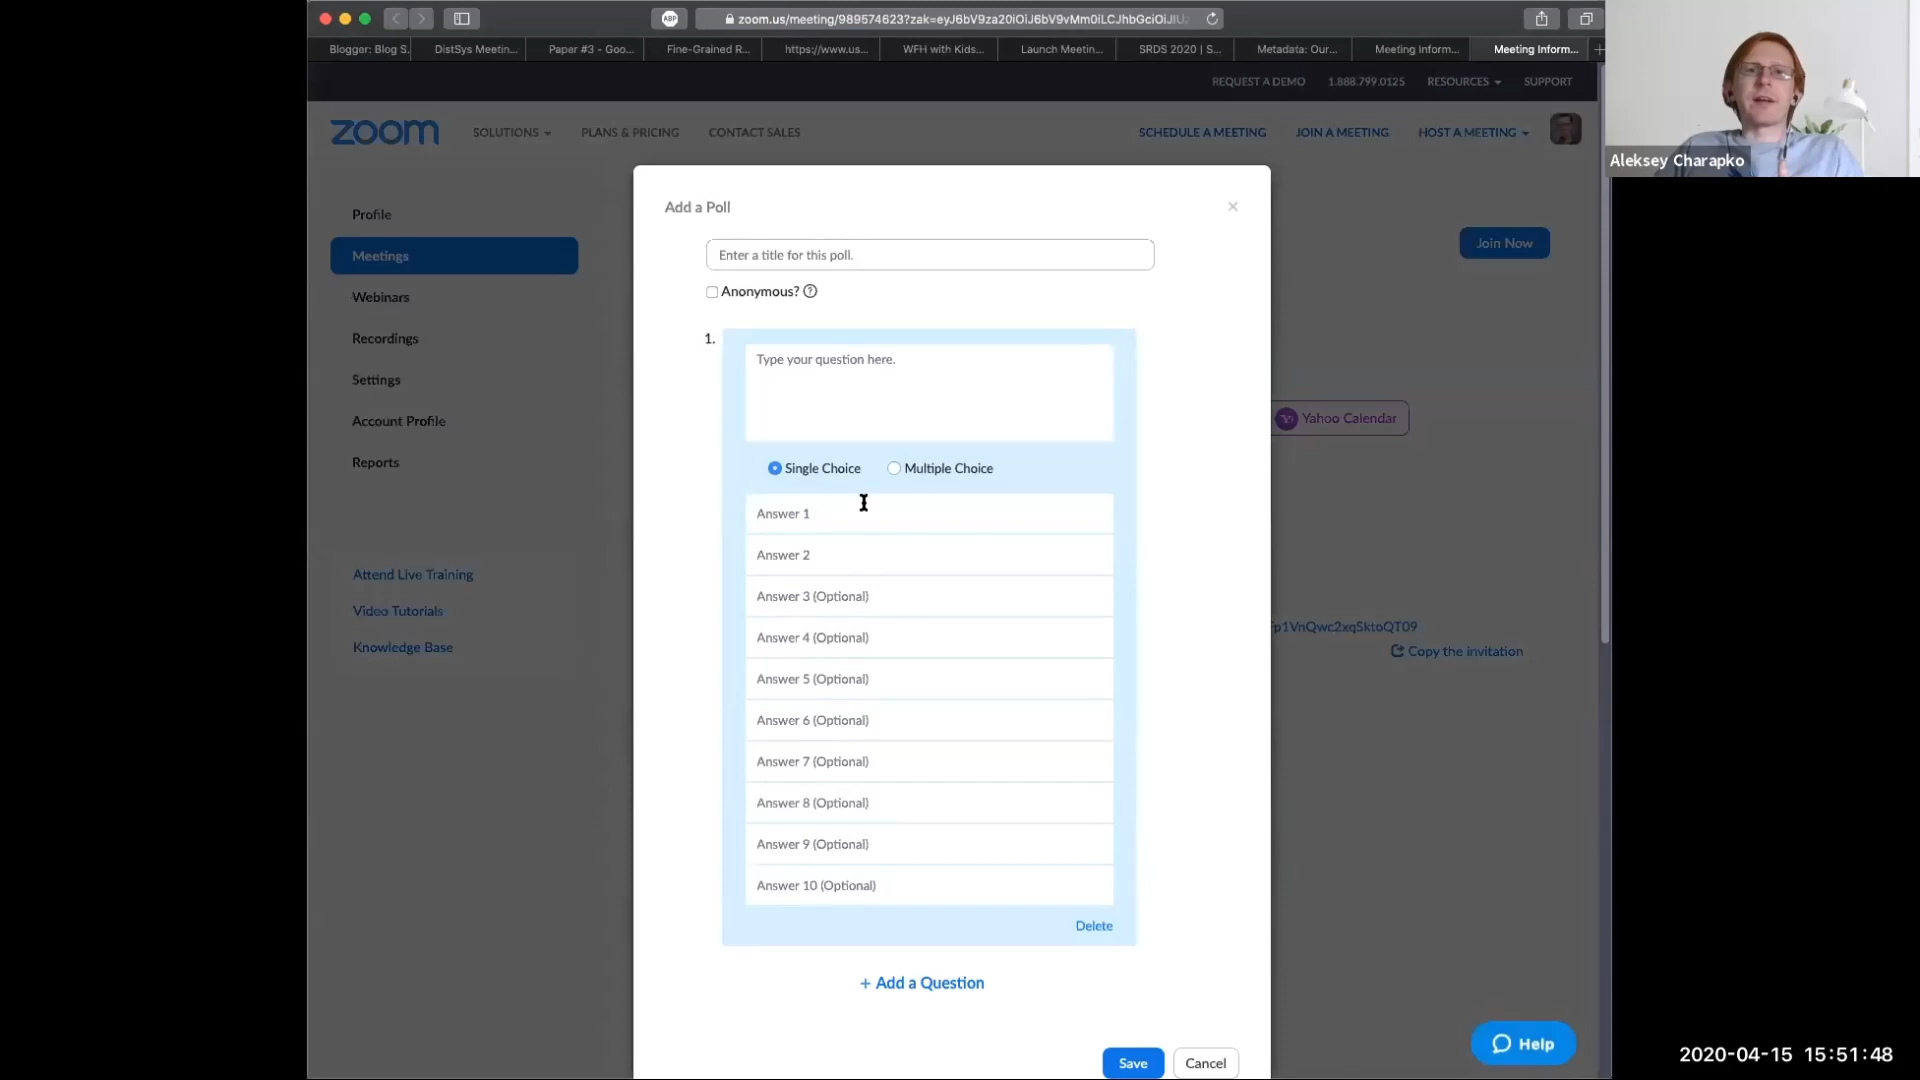 zoom.us/meeting/989574623?zak=
Blogger: Blog S.
DistSys Meetin...
Paper #3 - Goo...
Fine-Grained R...
https://www.us...
WFH with Kids...
Launch Meetin...
SRDS 2020 | S...
Metadata: Our...
Meeting Inform...
Meeting Inform...
REQUEST A DEMO
1.888.799.0125
RESOURCES
SUPPORT
zoom
SOLUTIONS
PLANS & PRICING
CONTACT SALES
SCHEDULE A MEETING
JOIN A MEETING
HOST A MEETING
Aleksey Charapko
Profile
Meetings
Webinars
Recordings
Settings
Account Profile
Reports
Attend Live Training
Video Tutorials
Knowledge Base
Add a Poll
×
Enter a title for this poll.
Anonymous?
1.
Type your question here.
Single Choice
Multiple Choice
Answer 1
Answer 2
Answer 3 (Optional)
Answer 4 (Optional)
Answer 5 (Optional)
Answer 6 (Optional)
Answer 7 (Optional)
Answer 8 (Optional)
Answer 9 (Optional)
Answer 10 (Optional)
Delete
+ Add a Question
Save
Cancel
Join Now
Yahoo Calendar
Copy the invitation
Help
2020-04-15 15:51:48